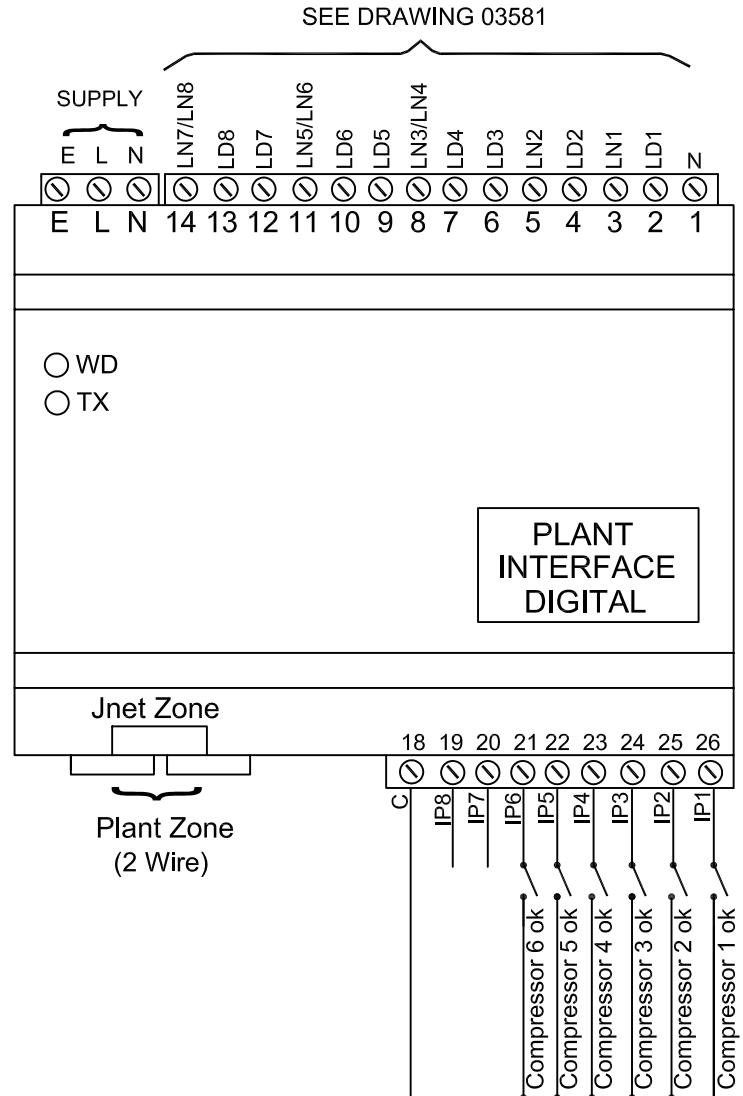 SEE DRAWING 03581
SUPPLY
E L N
LN7/LN8 LD8 LD7 LN5/LN6 LD6 LD5 LN3/LN4 LD4 LD3 LN2 LD2 LN1 LD1 N
E L N 14 13 12 11 10 9 8 7 6 5 4 3 2 1
WD
TX
PLANT
INTERFACE
DIGITAL
Jnet Zone
Plant Zone
(2 Wire)
18 19 20 21 22 23 24 25 26
C IP8 IP7 IP6 IP5 IP4 IP3 IP2 IP1
Compressor 6 ok
Compressor 5 ok
Compressor 4 ok
Compressor 3 ok
Compressor 2 ok
Compressor 1 ok